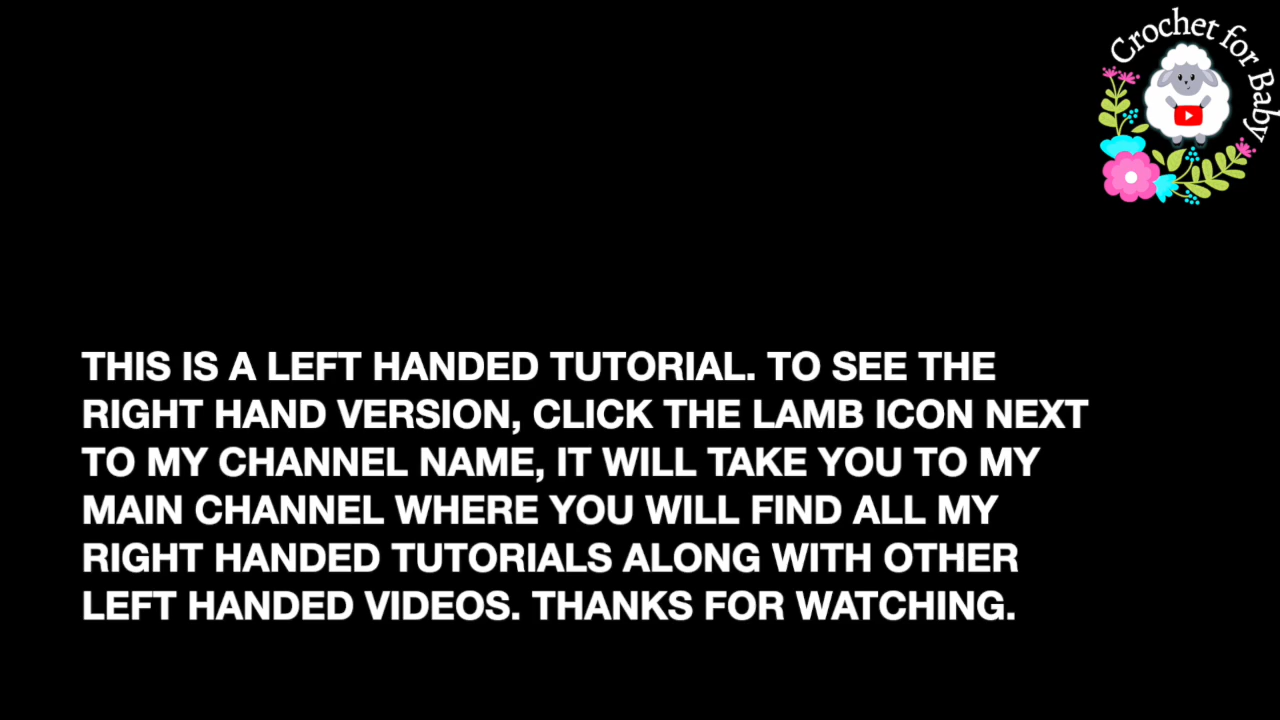 Crochet for Baby
THIS IS A LEFT HANDED TUTORIAL. TO SEE THE
RIGHT HAND VERSION, CLICK THE LAMB ICON NEXT
TO MY CHANNEL NAME, IT WILL TAKE YOU TO MY
MAIN CHANNEL WHERE YOU WILL FIND ALL MY
RIGHT HANDED TUTORIALS ALONG WITH OTHER
LEFT HANDED VIDEOS. THANKS FOR WATCHING.